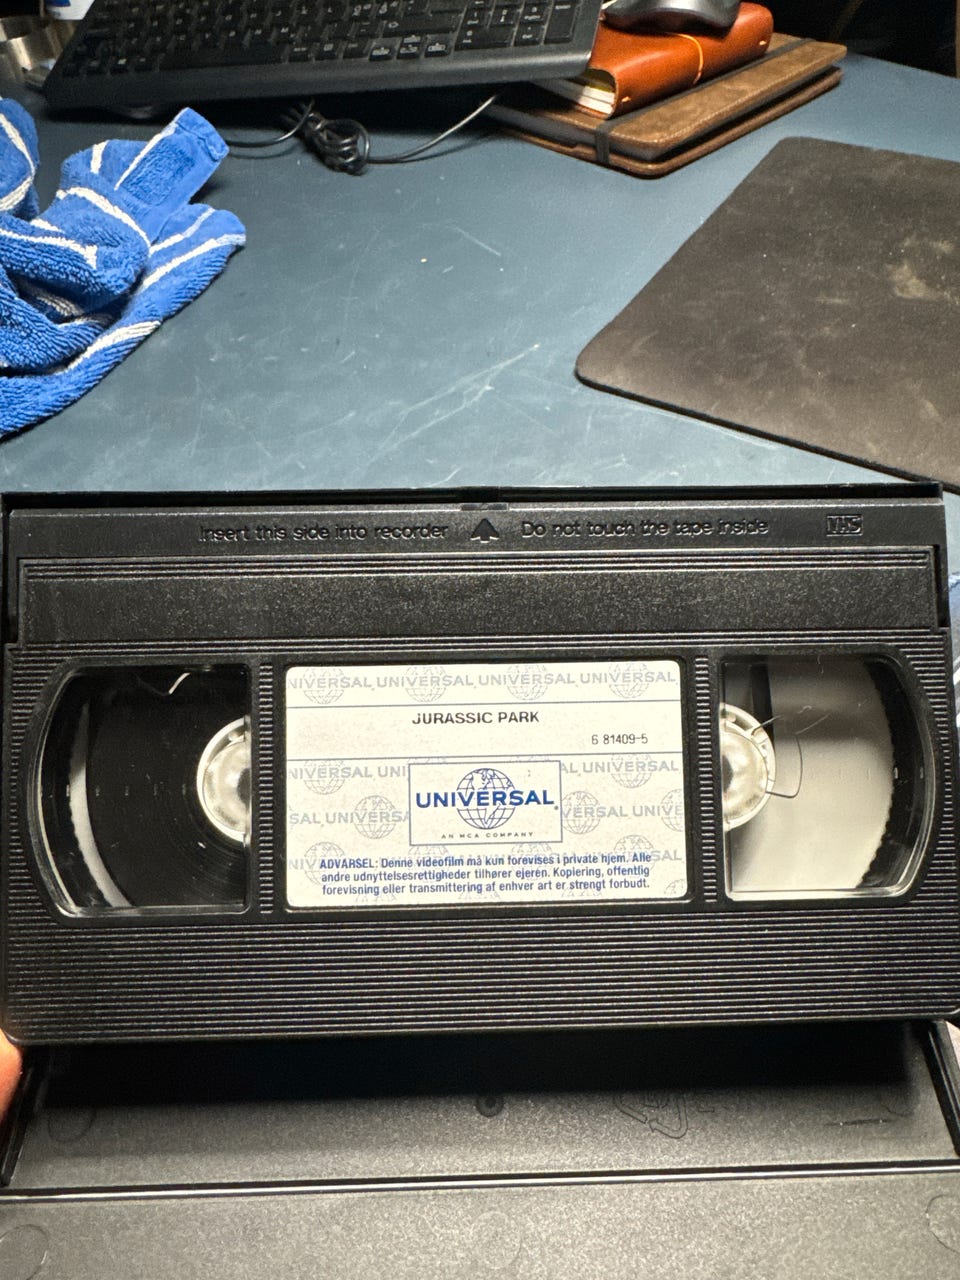 Insert this side into recorder Do not touch the tape inside VHS
UNIVERSAL UNIVERSAL UNIVERSAL UNIVERSAL
JURASSIC PARK
6 81409-5
UNIVERSAL
UNIVERSAL
AN MCA COMPANY
ADVARSEL: Denne videofilm må kun forevises i private hjem. Alle
andre udnyttelsesrettigheder tilhører ejeren. Kopiering, offentlig
forevisning eller transmittering af enhver art er strengt forbudt.